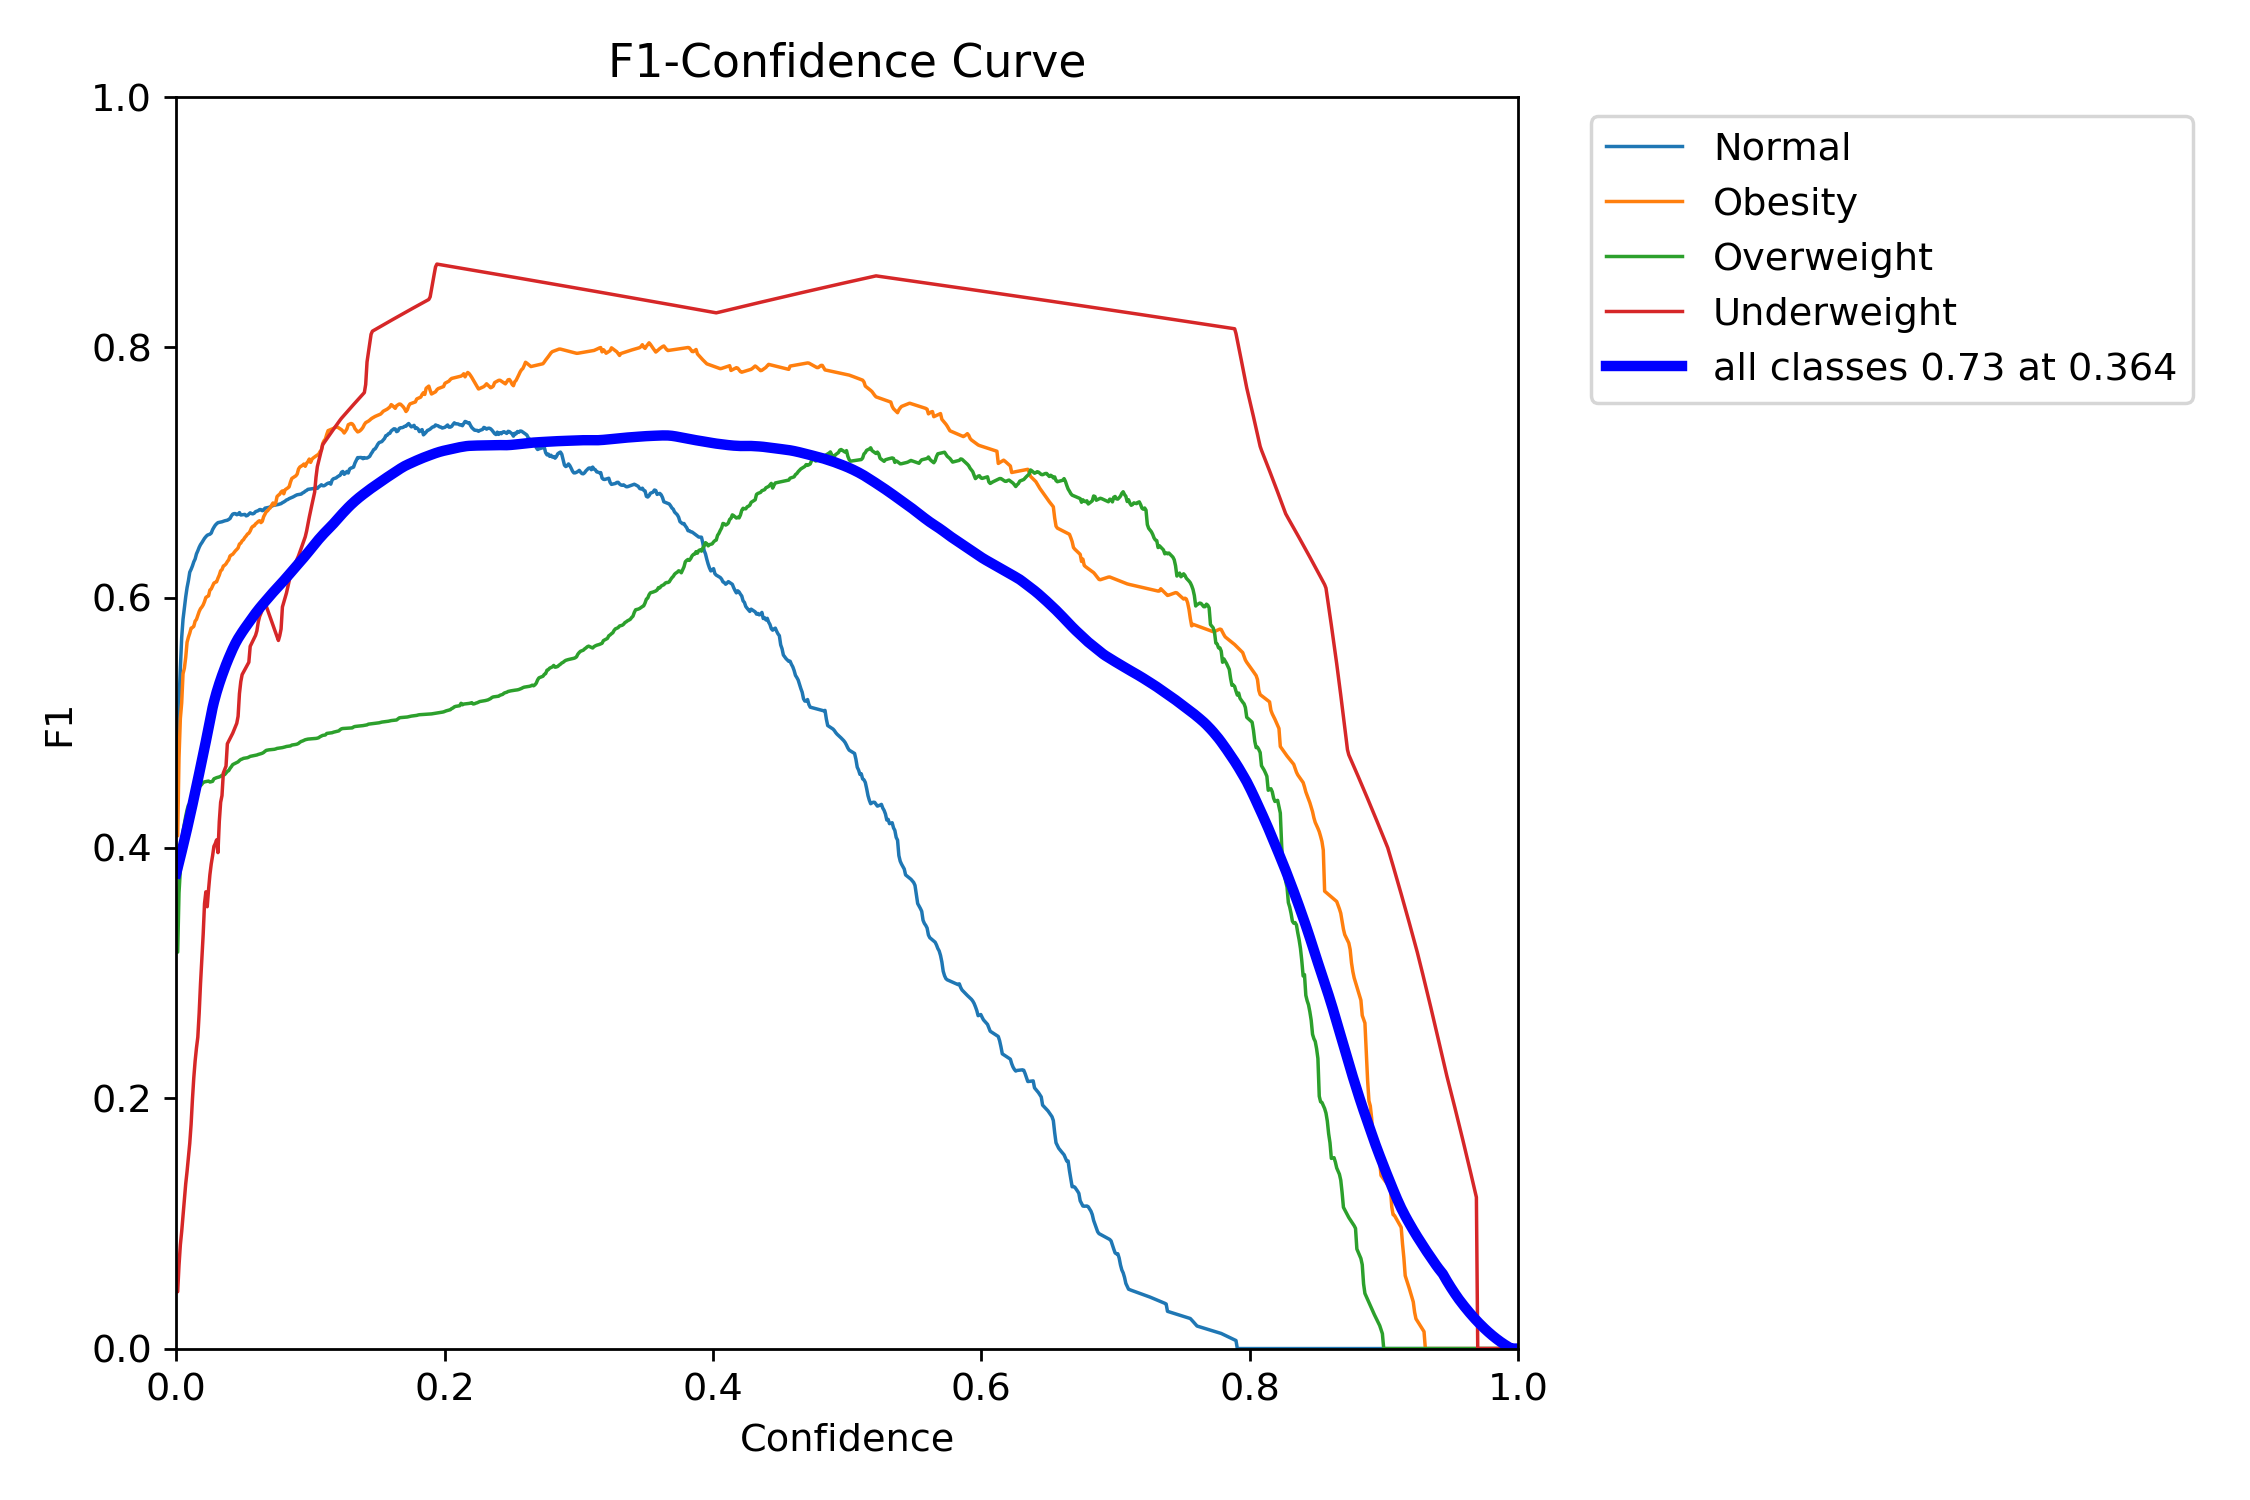 F1-Confidence Curve
1.0
0.8
0.6
0.4
0.2
0.0
F1
0.0 0.2 0.4 0.6 0.8 1.0
Confidence
Normal
Obesity
Overweight
Underweight
all classes 0.73 at 0.364